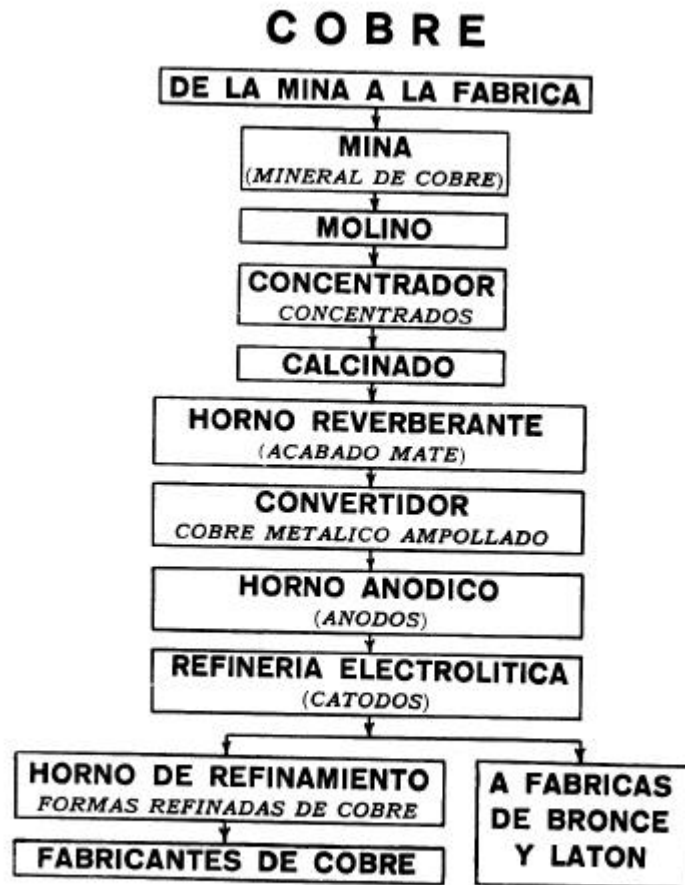 COBRE
DE LA MINA A LA FABRICA
MINA
(MINERAL DE COBRE)
MOLINO
CONCENTRADOR
CONCENTRADOS
CALCINADO
HORNO REVERBERANTE
(ACABADO MATE)
CONVERTIDOR
COBRE METALICO AMPOLLADO
HORNO ANODICO
(ANODOS)
REFINERIA ELECTROLITICA
(CATODOS)
HORNO DE REFINAMIENTO
FORMAS REFINADAS DE COBRE
FABRICANTES DE COBRE
A FABRICAS
DE BRONCE
Y LATON